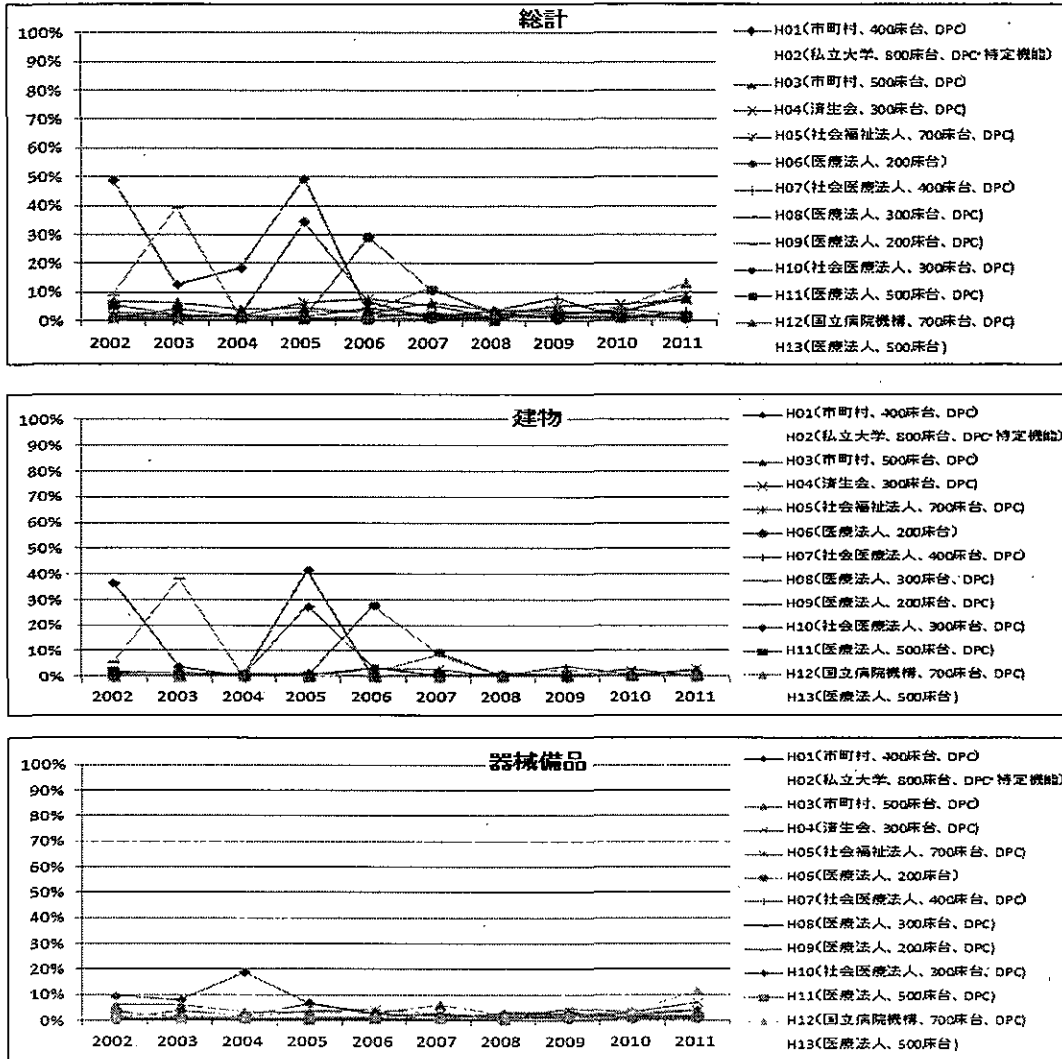 総計
100%
90%
80%
70%
60%
50%
40%
30%
20%
10%
0%
2002 2003 2004 2005 2006 2007 2008 2009 2010 2011
H01(市町村、400床台、DPC)
H02(私立大学、800床台、DPC・特定機能)
H03(市町村、500床台、DPC)
H04(済生会、300床台、DPC)
H05(社会福祉法人、700床台、DPC)
H06(医療法人、200床台)
H07(社会医療法人、400床台、DPC)
H08(医療法人、300床台、DPC)
H09(医療法人、200床台、DPC)
H10(社会医療法人、300床台、DPC)
H11(医療法人、500床台、DPC)
H12(国立病院機構、700床台、DPC)
H13(医療法人、500床台)
建物
100%
90%
80%
70%
60%
50%
40%
30%
20%
10%
0%
2002 2003 2004 2005 2006 2007 2008 2009 2010 2011
H01(市町村、400床台、DPC)
H02(私立大学、800床台、DPC・特定機能)
H03(市町村、500床台、DPC)
H04(済生会、300床台、DPC)
H05(社会福祉法人、700床台、DPC)
H06(医療法人、200床台)
H07(社会医療法人、400床台、DPC)
H08(医療法人、300床台、DPC)
H09(医療法人、200床台、DPC)
H10(社会医療法人、300床台、DPC)
H11(医療法人、500床台、DPC)
H12(国立病院機構、700床台、DPC)
H13(医療法人、500床台)
器械備品
100%
90%
80%
70%
60%
50%
40%
30%
20%
10%
0%
2002 2003 2004 2005 2006 2007 2008 2009 2010 2011
H01(市町村、400床台、DPC)
H02(私立大学、800床台、DPC・特定機能)
H03(市町村、500床台、DPC)
H04(済生会、300床台、DPC)
H05(社会福祉法人、700床台、DPC)
H06(医療法人、200床台)
H07(社会医療法人、400床台、DPC)
H08(医療法人、300床台、DPC)
H09(医療法人、200床台、DPC)
H10(社会医療法人、300床台、DPC)
H11(医療法人、500床台、DPC)
H12(国立病院機構、700床台、DPC)
H13(医療法人、500床台)